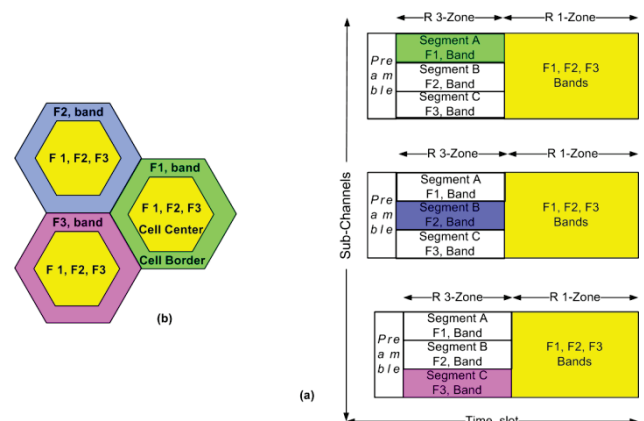 (b)
F2, band
F 1, F2, F3
F1, band
F 1, F2, F3
Cell Center
Cell Border
F3, band
F 1, F2, F3
(a)
Sub-Channels
R 3-Zone
R 1-Zone
Pre
am
ble
Segment A
F1, Band
Segment B
F2, Band
Segment C
F3, Band
F1, F2, F3
Bands
R 3-Zone
R 1-Zone
Pre
am
ble
Segment A
F1, Band
Segment B
F2, Band
Segment C
F3, Band
F1, F2, F3
Bands
R 3-Zone
R 1-Zone
Pre
am
ble
Segment A
F1, Band
Segment B
F2, Band
Segment C
F3, Band
F1, F2, F3
Bands
Time slot